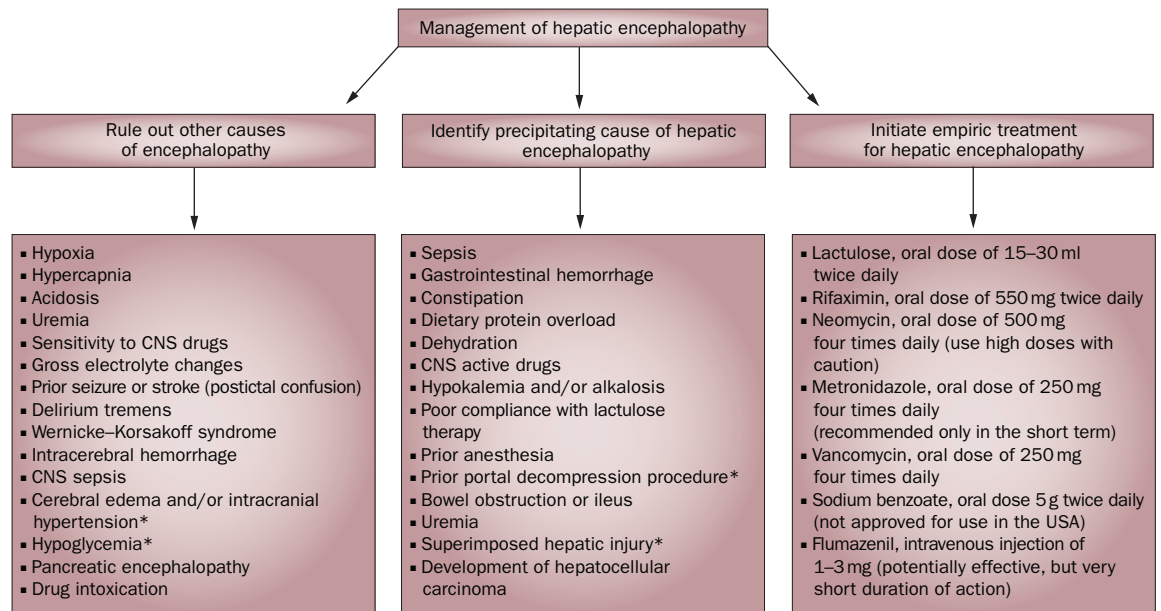 Management of hepatic encephalopathy
Rule out other causes
of encephalopathy
Identify precipitating cause of hepatic
encephalopathy
Initiate empiric treatment
for hepatic encephalopathy
▪ Hypoxia
▪ Hypercapnia
▪ Acidosis
▪ Uremia
▪ Sensitivity to CNS drugs
▪ Gross electrolyte changes
▪ Prior seizure or stroke (postictal confusion)
▪ Delirium tremens
▪ Wernicke–Korsakoff syndrome
▪ Intracerebral hemorrhage
▪ CNS sepsis
▪ Cerebral edema and/or intracranial
hypertension*
▪ Hypoglycemia*
▪ Pancreatic encephalopathy
▪ Drug intoxication
▪ Sepsis
▪ Gastrointestinal hemorrhage
▪ Constipation
▪ Dietary protein overload
▪ Dehydration
▪ CNS active drugs
▪ Hypokalemia and/or alkalosis
▪ Poor compliance with lactulose
therapy
▪ Prior anesthesia
▪ Prior portal decompression procedure*
▪ Bowel obstruction or ileus
▪ Uremia
▪ Superimposed hepatic injury*
▪ Development of hepatocellular
carcinoma
▪ Lactulose, oral dose of 15–30 ml
twice daily
▪ Rifaximin, oral dose of 550 mg twice daily
▪ Neomycin, oral dose of 500 mg
four times daily (use high doses with
caution)
▪ Metronidazole, oral dose of 250 mg
four times daily
(recommended only in the short term)
▪ Vancomycin, oral dose of 250 mg
four times daily
▪ Sodium benzoate, oral dose 5 g twice daily
(not approved for use in the USA)
▪ Flumazenil, intravenous injection of
1–3 mg (potentially effective, but very
short duration of action)